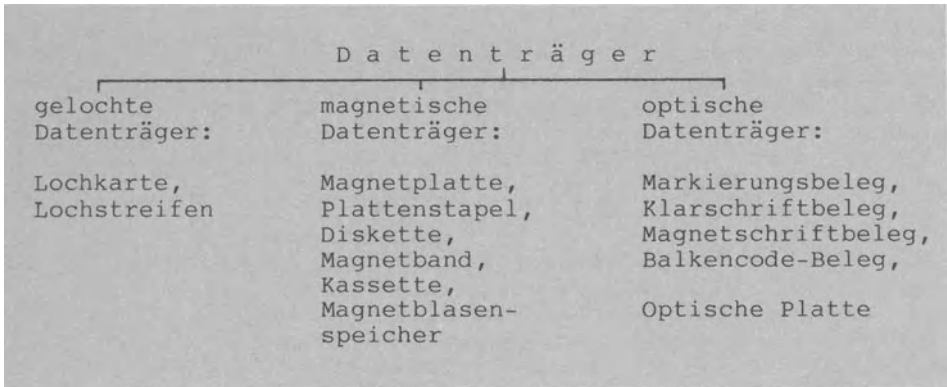 Datenträger
gelochte
Datenträger:
Lochkarte,
Lochstreifen
magnetische
Datenträger:
Magnetplatte,
Plattenstapel,
Diskette,
Magnetband,
Kassette,
Magnetblasen-
speicher
optische
Datenträger:
Markierungsbeleg,
Klarschriftbeleg,
Magnetschriftbeleg,
Balkencode-Beleg,
Optische Platte